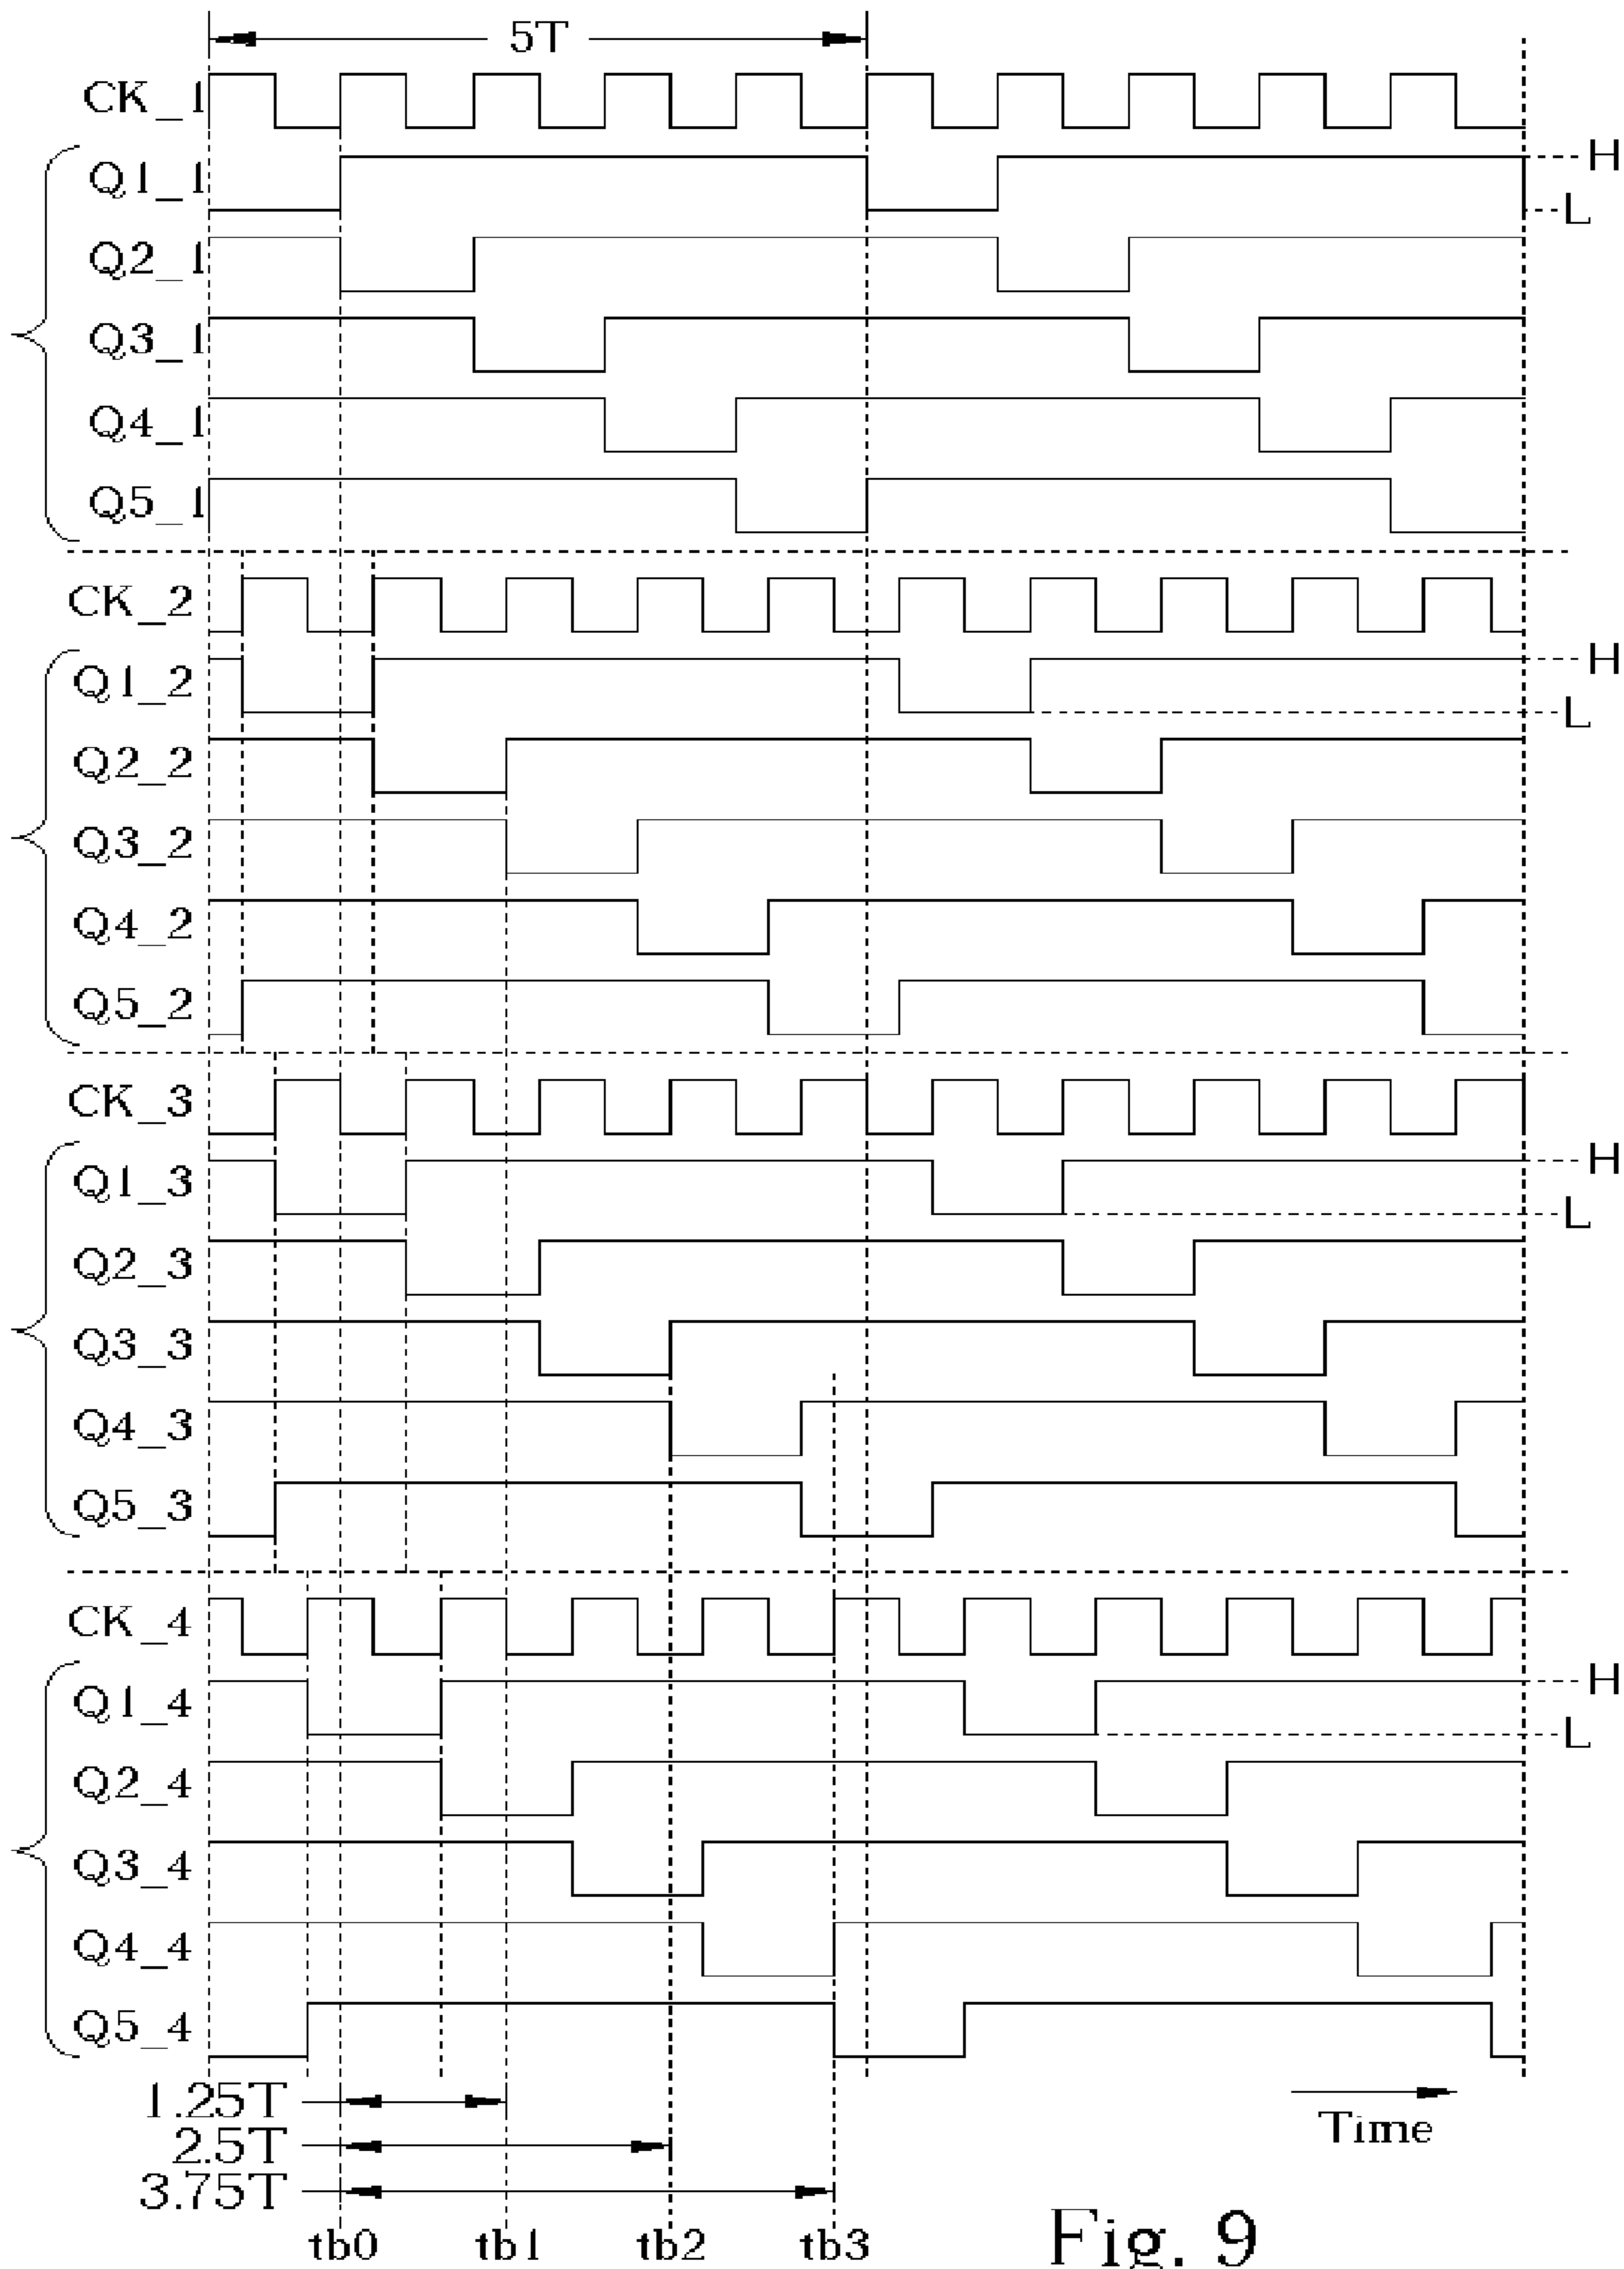 5T
CK_1
Q1_1
H
L
Q2_1
Q3_1
Q4_1
Q5_1
CK_2
Q1_2
H
L
Q2_2
Q3_2
Q4_2
Q5_2
CK_3
Q1_3
H
L
Q2_3
Q3_3
Q4_3
Q5_3
CK_4
Q1_4
H
L
Q2_4
Q3_4
Q4_4
Q5_4
1.25T
Time
2.5T
3.75T
tb0 tb1 tb2 tb3
Fig. 9